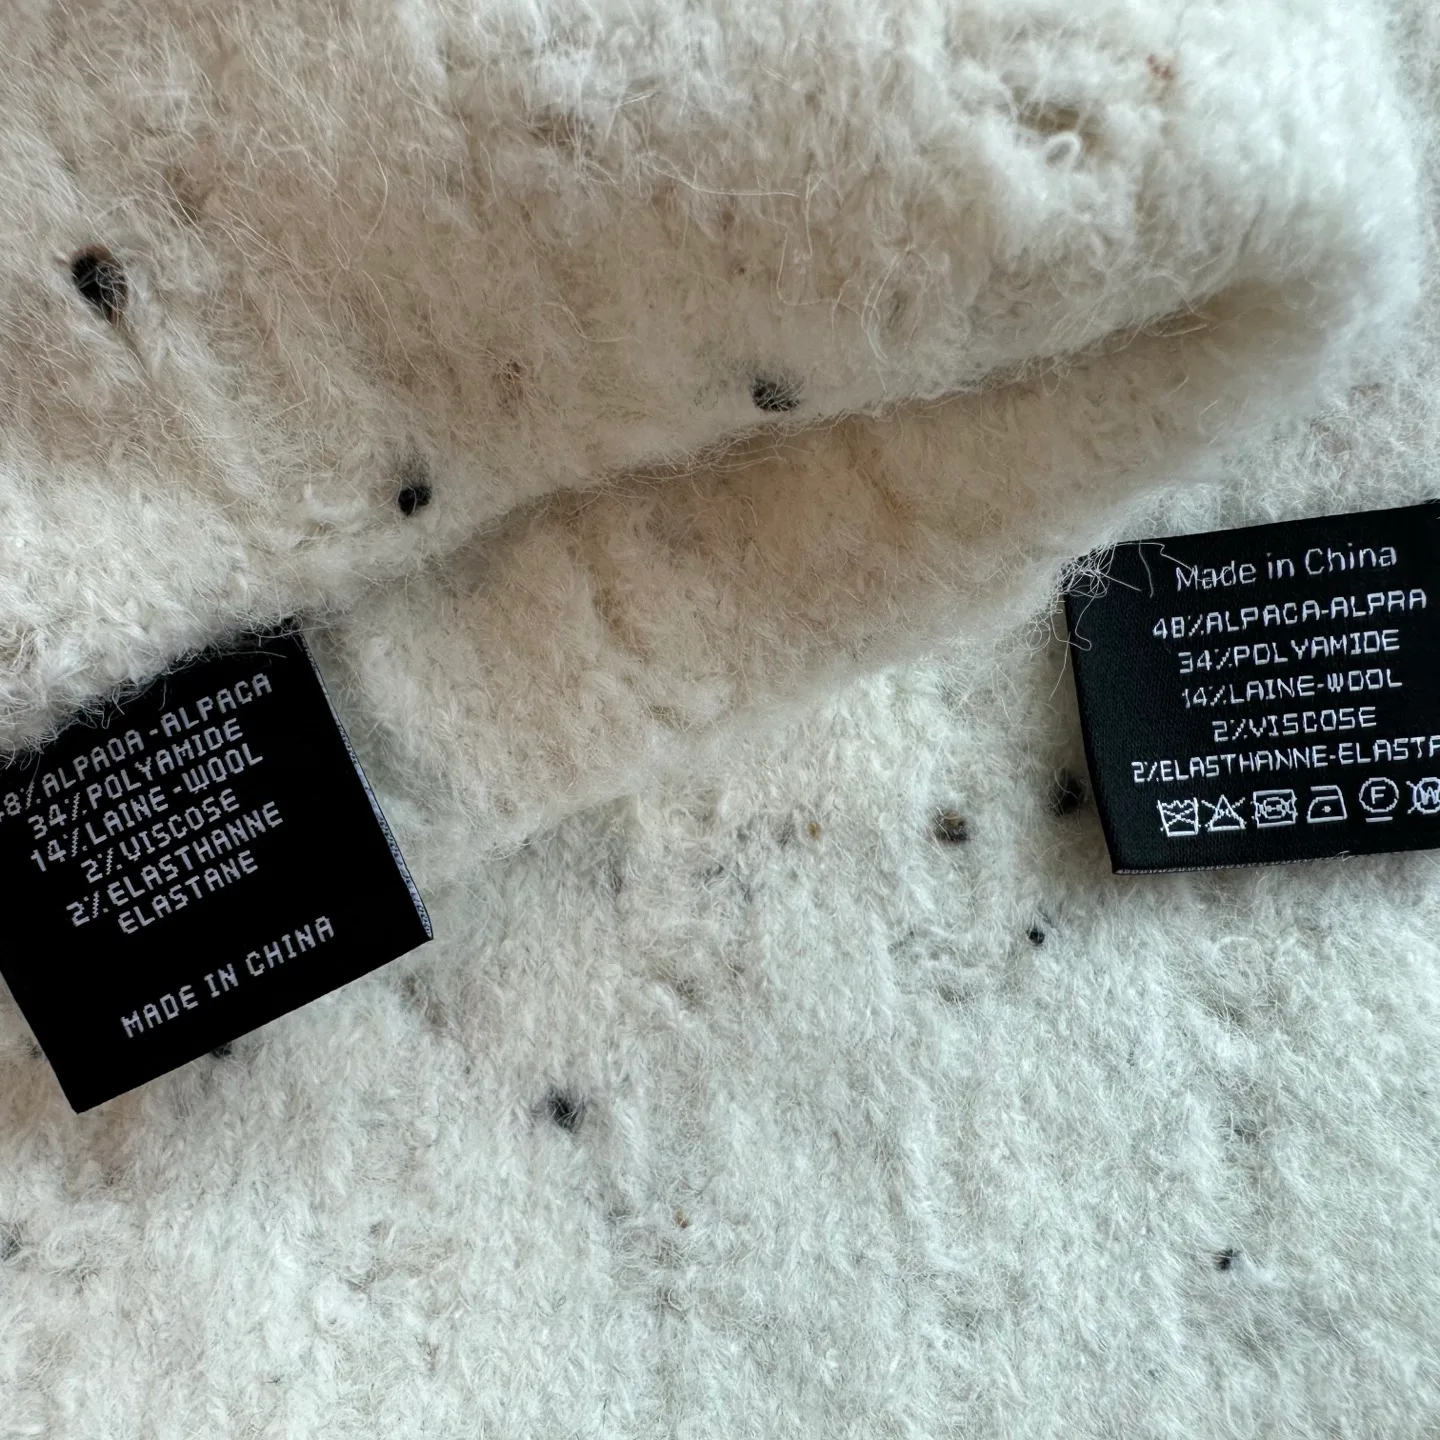 8%.ALPAOA-ALPACA
34%.POLYAMIDE
14%.LAINE-WOOL
2%.VISCOSE
2%.ELASTHANNE
ELASTANE
MADE IN CHINA
Made in China
48%ALPACA-ALPRA
34%POLYAMIDE
14%LAINE-WOOL
2%VISCOSE
2%ELASTHANNE-ELASTA
F
W